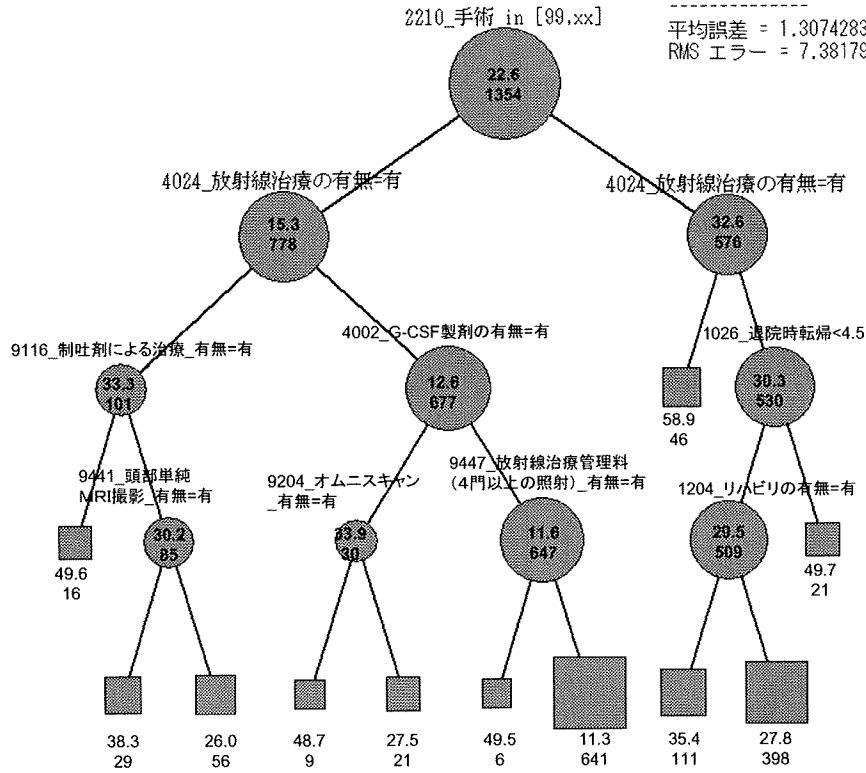 2210_手術 in [99,xx]
--------------
平均誤差 = 1.3074283
RMS エラー = 7.38179
22.6
1354
4024_放射線治療の有無=有
4024_放射線治療の有無=有
15.3
778
32.6
576
9116_制吐剤による治療_有無=有
4002_G-CSF製剤の有無=有
1026_退院時転帰<4.5
33.3
101
12.6
677
58.9
46
30.3
530
9441_頭部単純
MRI撮影_有無=有
9204_オムニスキャン
_有無=有
9447_放射線治療管理料
(4門以上の照射)_有無=有
1204_リハビリの有無=有
49.6
16
30.2
85
33.9
30
11.6
647
29.5
509
49.7
21
38.3
29
26.0
56
48.7
9
27.5
21
49.5
6
11.3
641
35.4
111
27.8
398